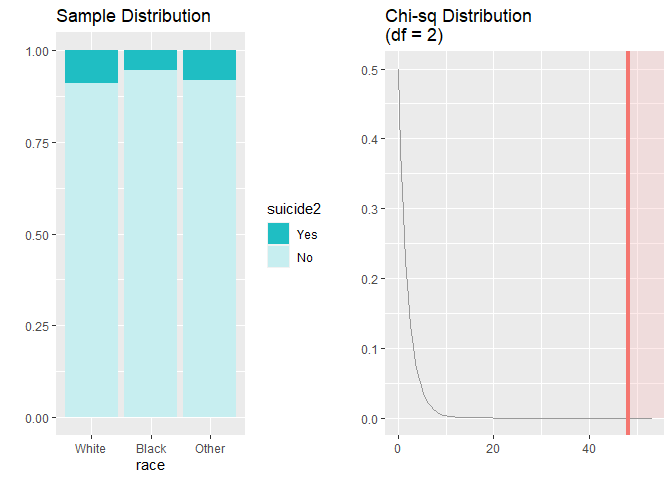 Sample Distribution
1.00
0.75
0.50
0.25
0.00
White Black Other
race
suicide2
Yes
No
Chi-sq Distribution
(df = 2)
0.5
0.4
0.3
0.2
0.1
0.0
0 20 40